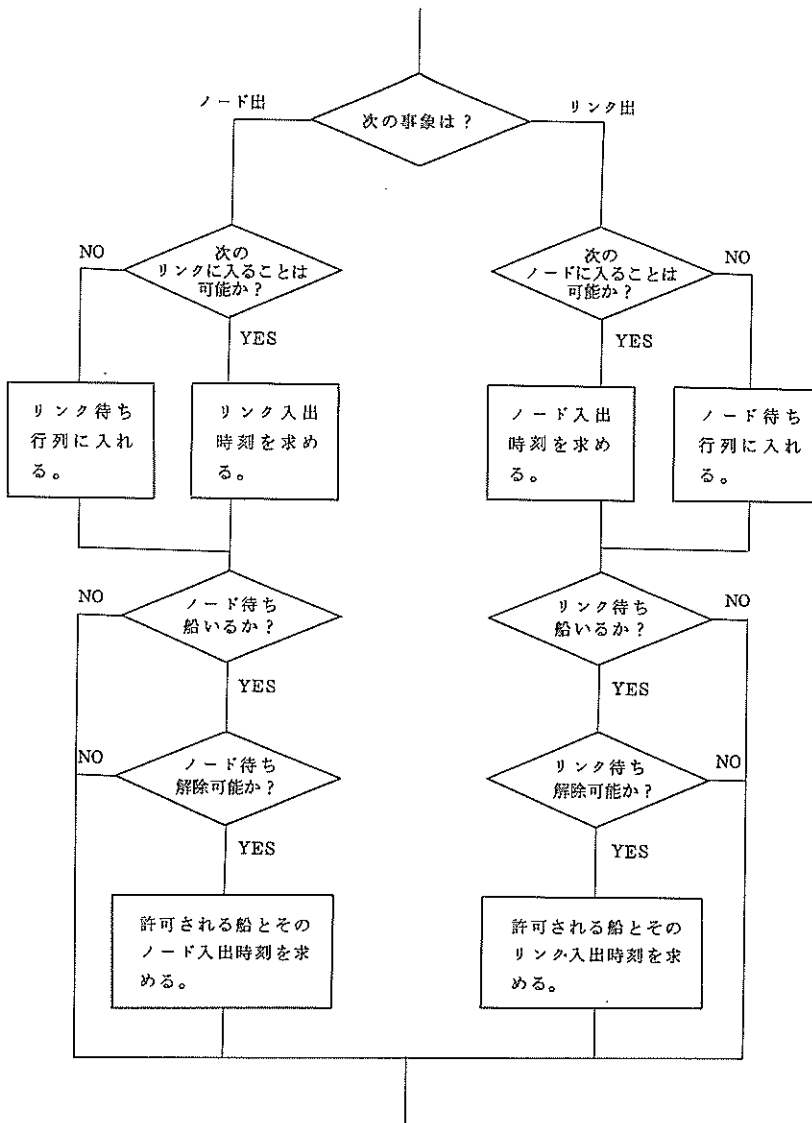 ノード出
リンク出
次の事象は？
NO
次の
リンクに入ることは
可能か？
YES
次の
ノードに入ることは
可能か？
NO
YES
リンク待ち
行列に入れ
る。
リンク入出
時刻を求め
る。
ノード入出
時刻を求め
る。
ノード待ち
行列に入れ
る。
NO
ノード待ち
船いるか？
YES
リンク待ち
船いるか？
NO
YES
NO
ノード待ち
解除可能か？
YES
リンク待ち
解除可能か？
NO
YES
許可される船とその
ノード入出時刻を求
める。
許可される船とその
リンク入出時刻を求
める。